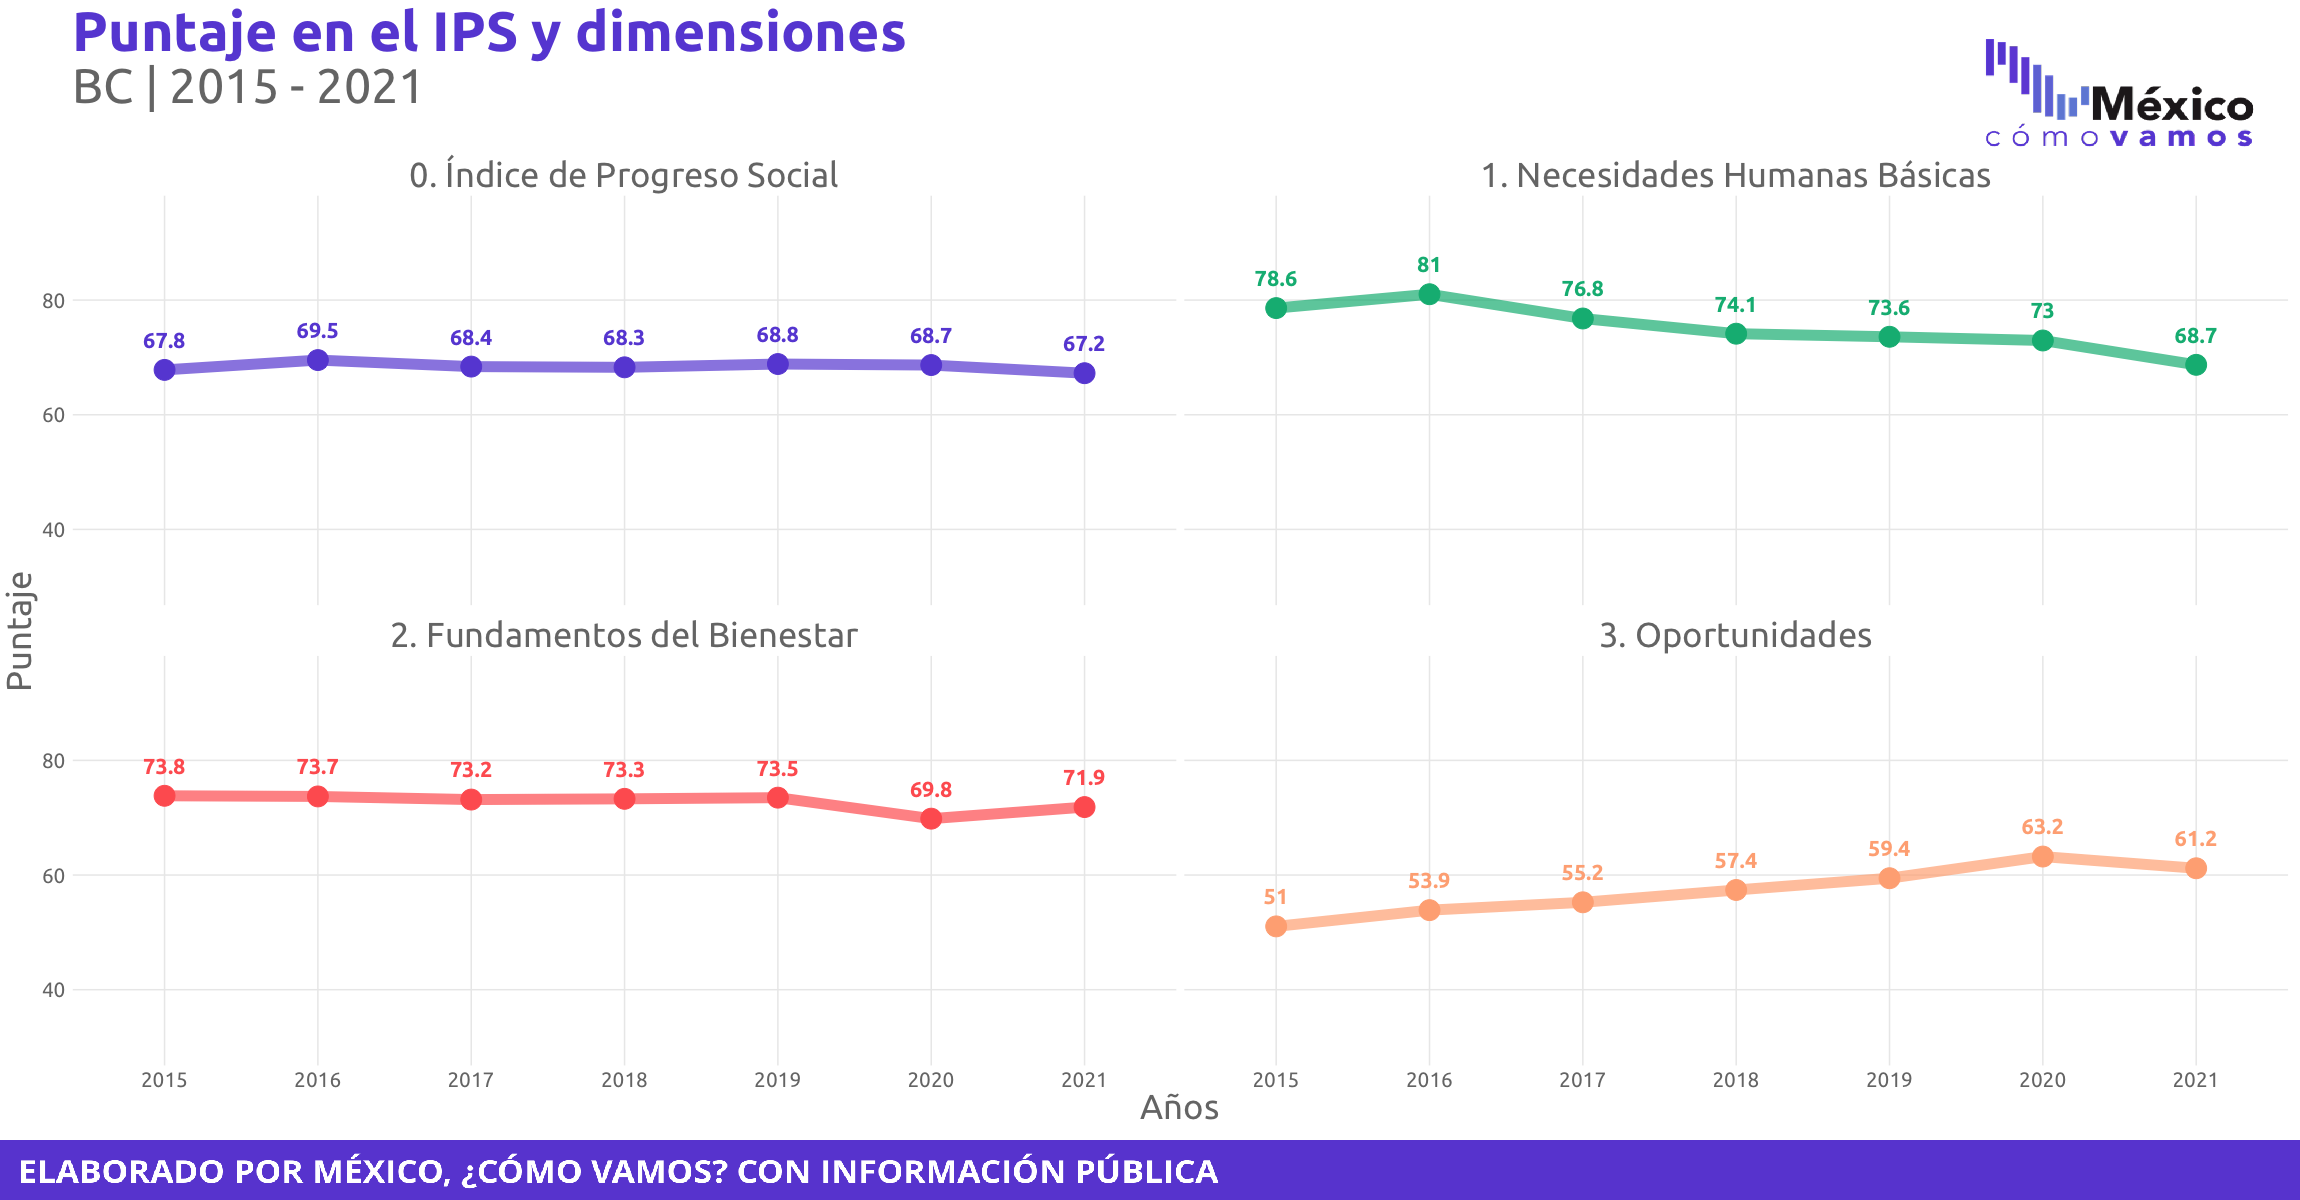 Puntaje en el IPS y dimensiones
BC | 2015 - 2021
México
cómo vamos
0. Índice de Progreso Social
1. Necesidades Humanas Básicas
80
60
40
67.8 69.5 68.4 68.3 68.8 68.7 67.2
78.6 81 76.8 74.1 73.6 73 68.7
Puntaje
2. Fundamentos del Bienestar
3. Oportunidades
80
60
40
73.8 73.7 73.2 73.3 73.5 69.8 71.9
51 53.9 55.2 57.4 59.4 63.2 61.2
2015 2016 2017 2018 2019 2020 2021
2015 2016 2017 2018 2019 2020 2021
Años
ELABORADO POR MÉXICO, ¿CÓMO VAMOS? CON INFORMACIÓN PÚBLICA